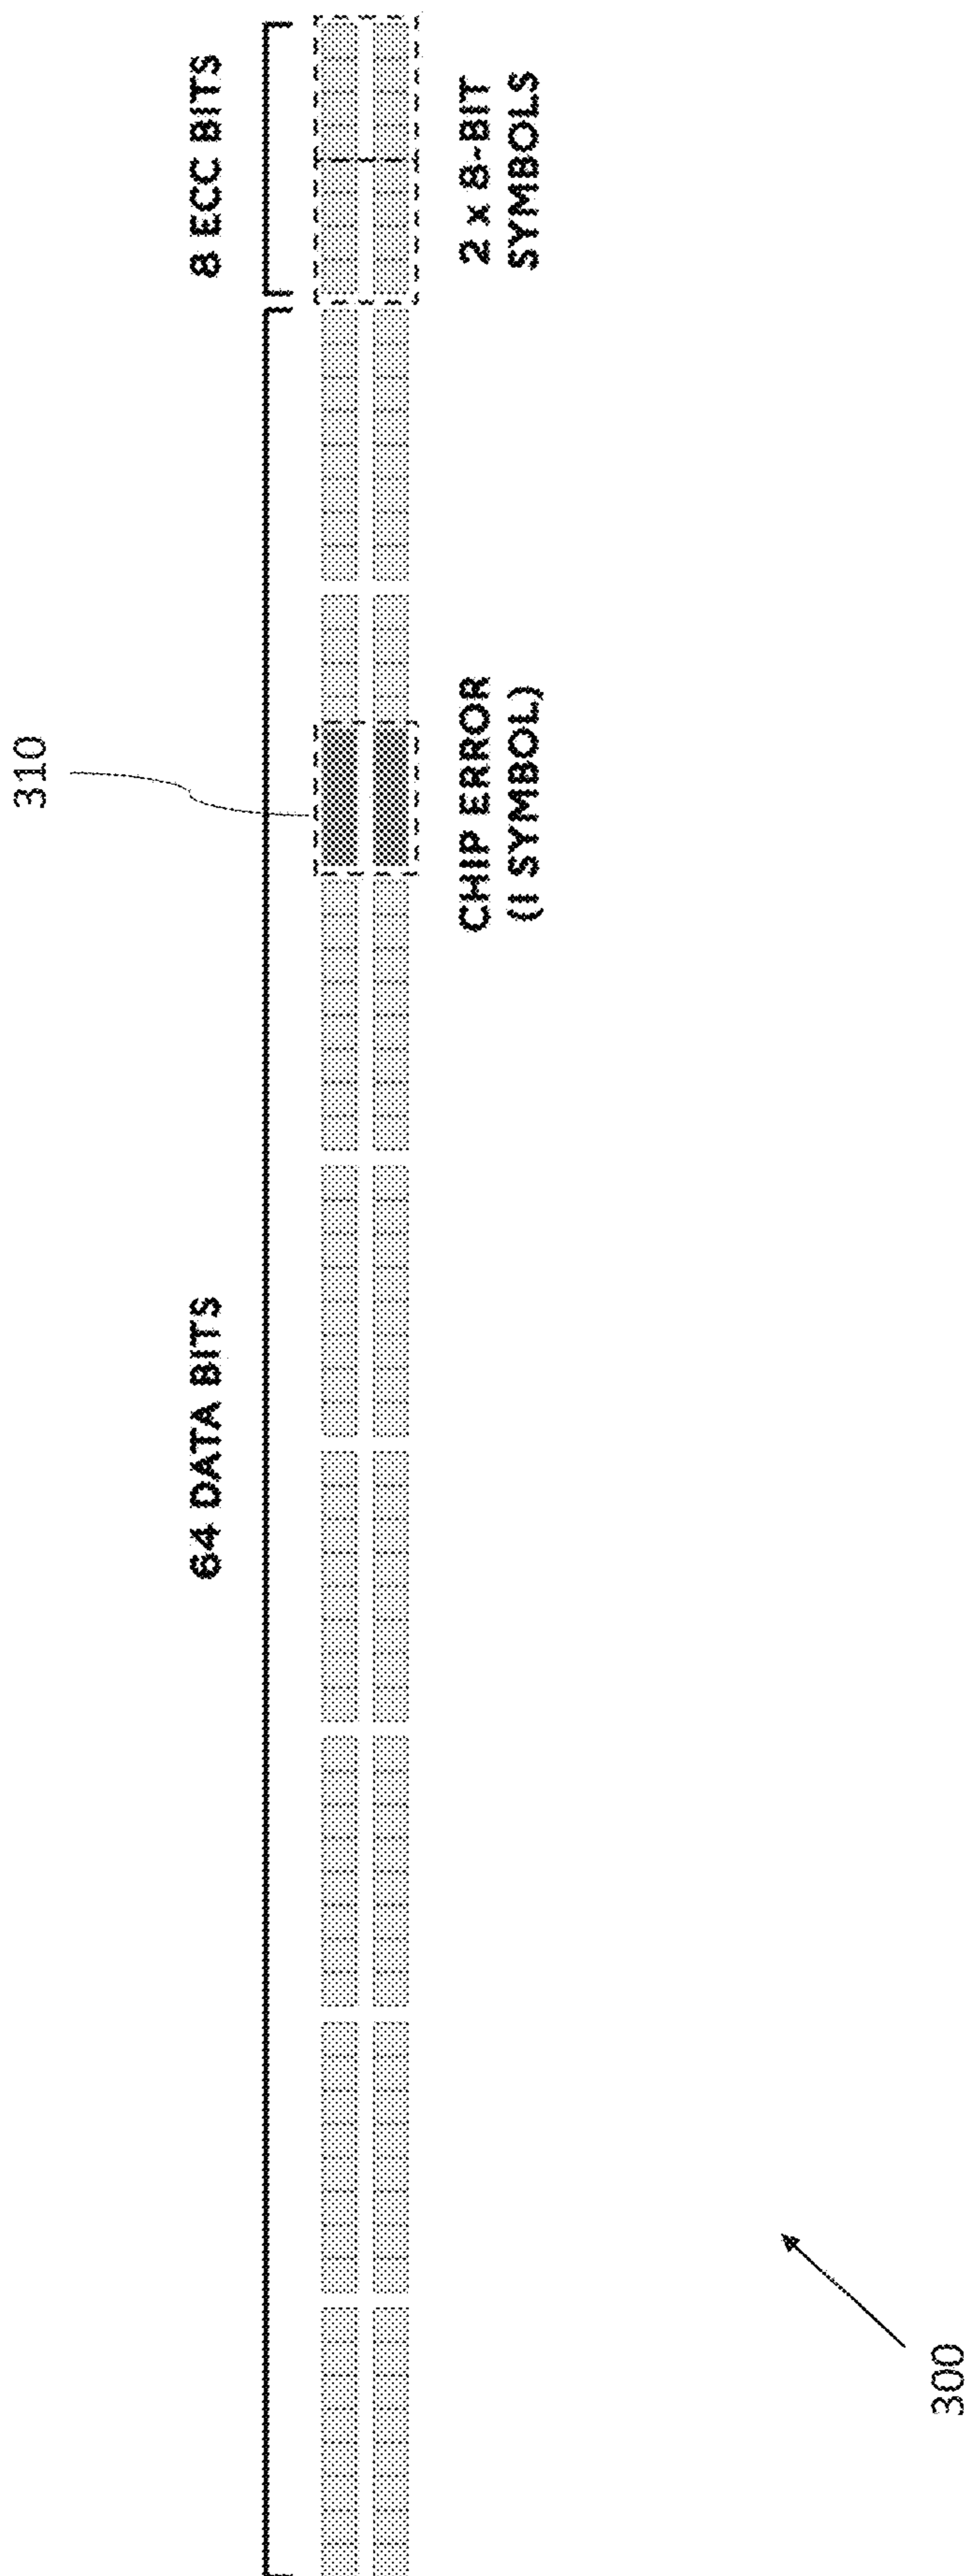 310
64 DATA BITS
8 ECC BITS
CHIP ERROR
(1 SYMBOL)
2 x 8-BIT
SYMBOLS
300